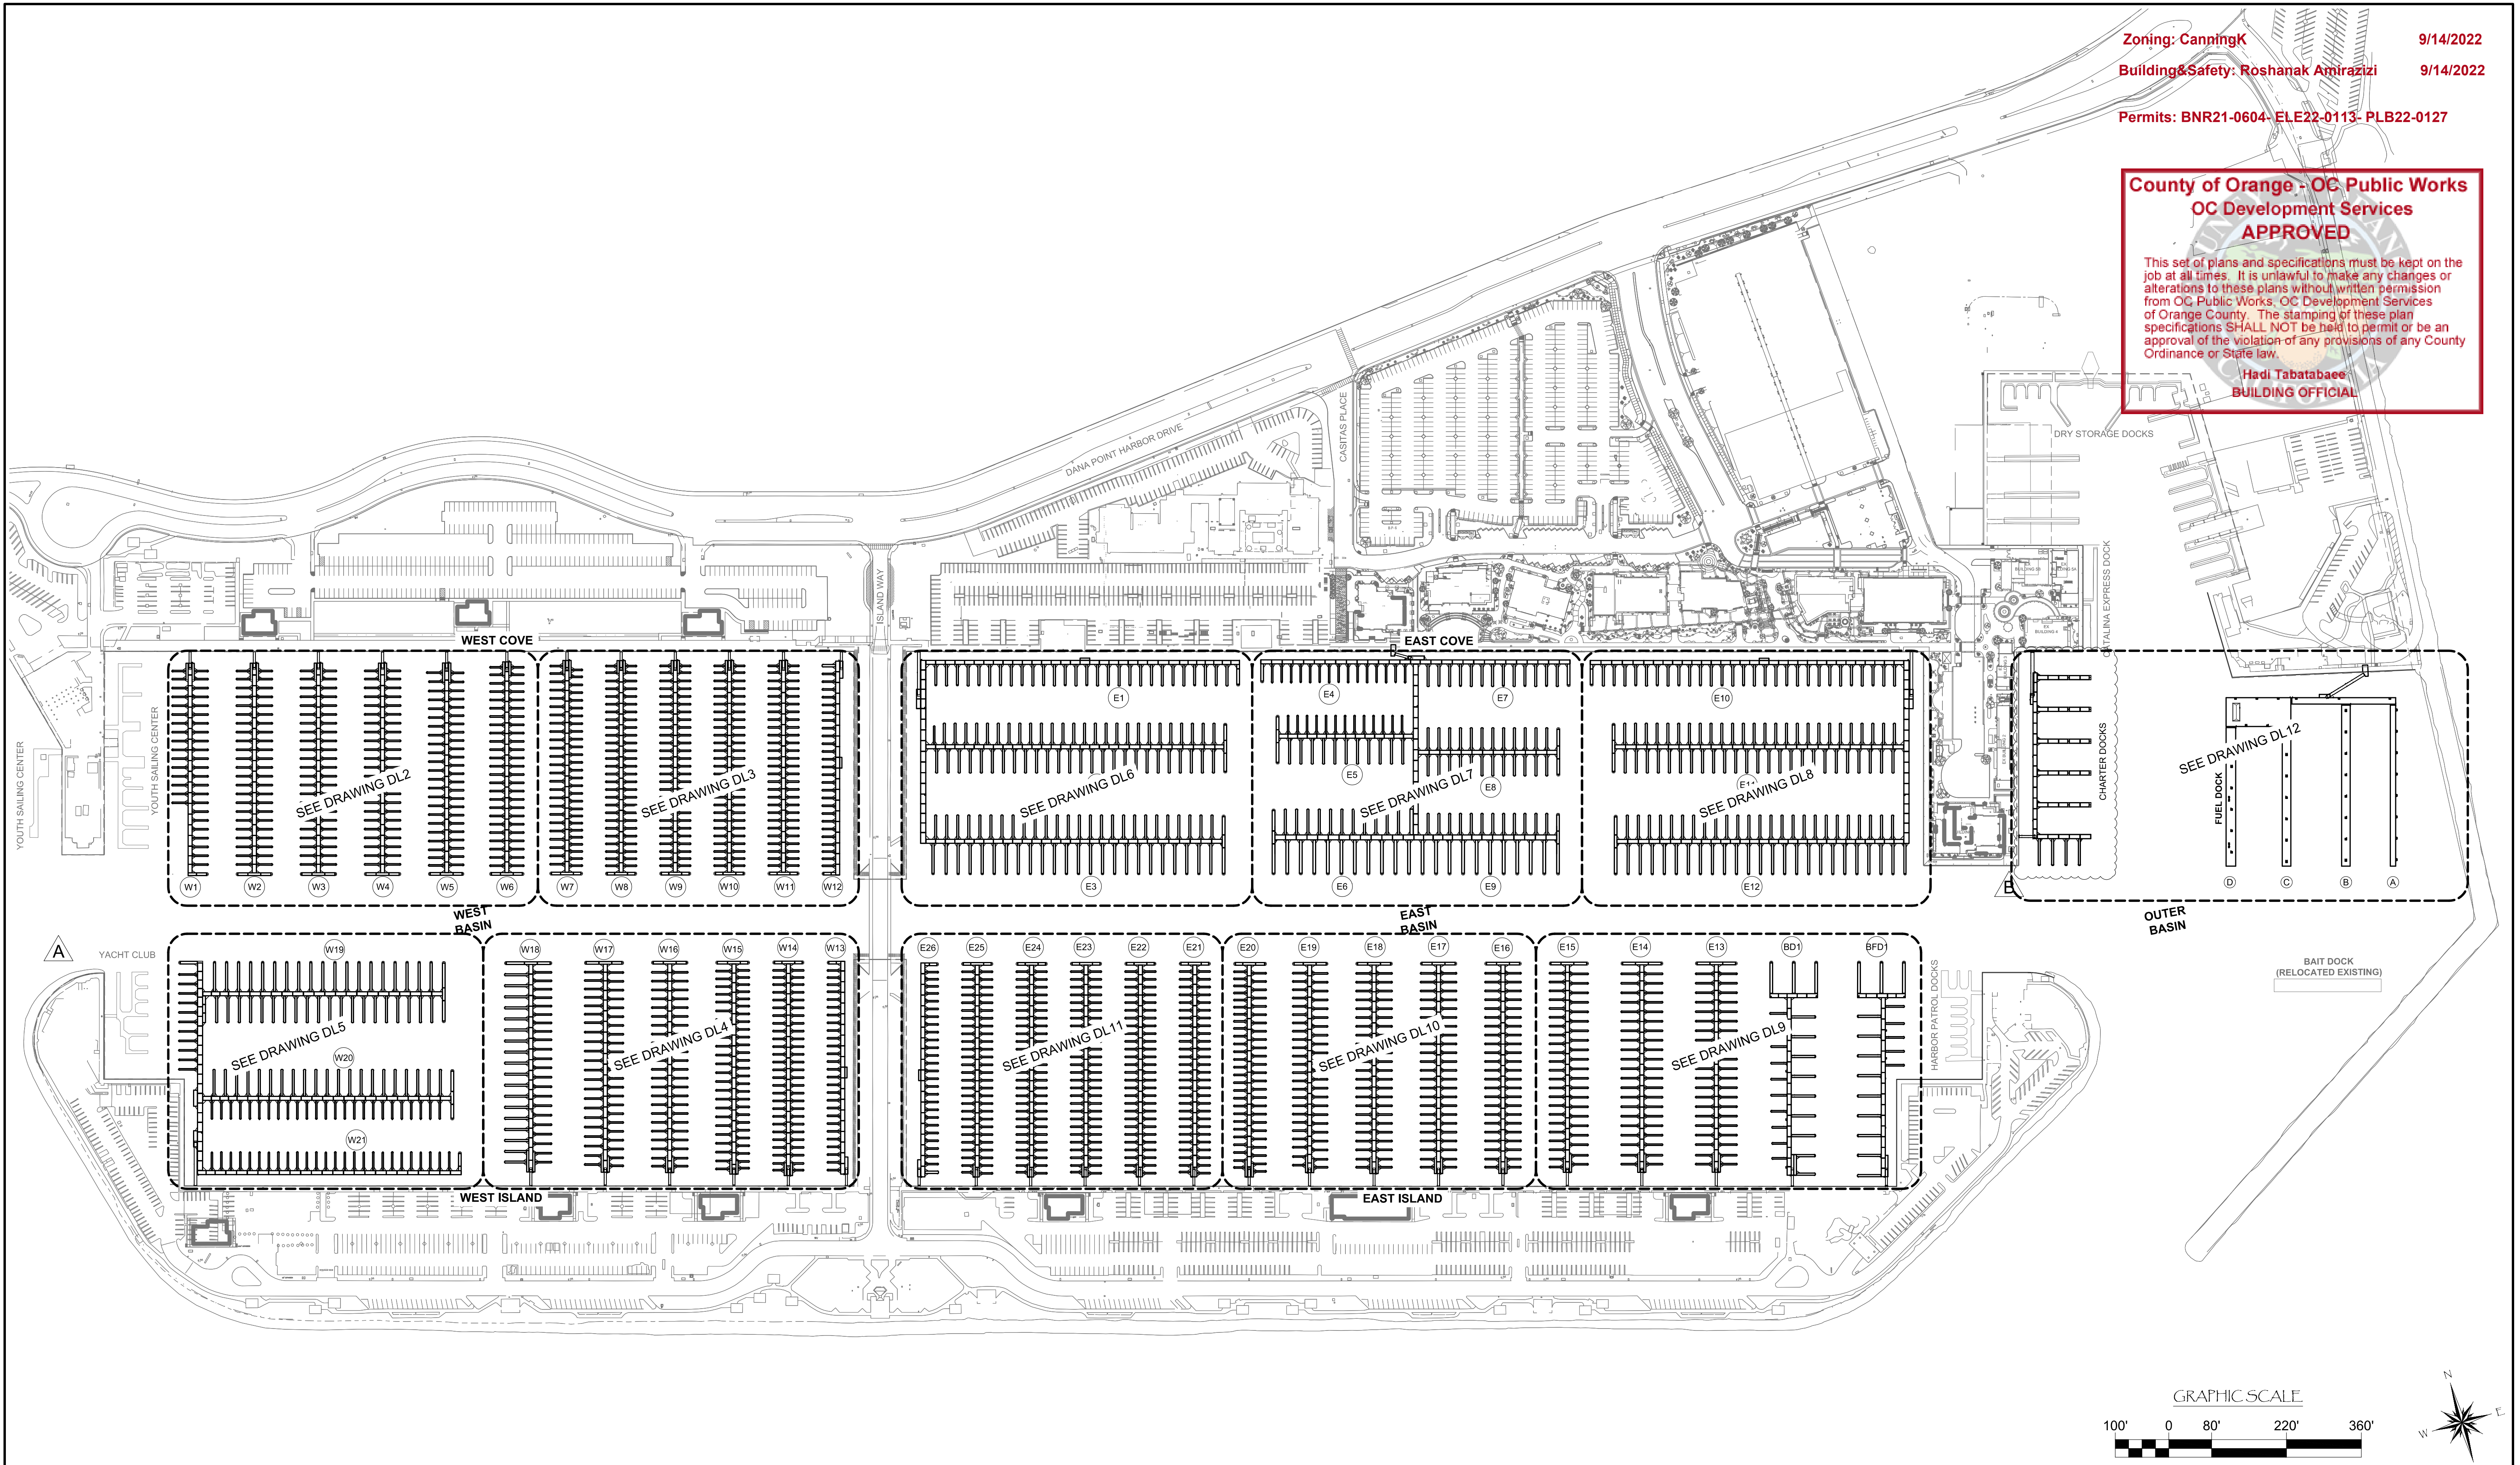 Zoning: CanningK 9/14/2022
Building&Safety: Roshanak Amirazizi 9/14/2022
Permits: BNR21-0604- ELE22-0113- PLB22-0127
County of Orange - OC Public Works
OC Development Services
APPROVED
This set of plans and specifications must be kept on the
job at all times. It is unlawful to make any changes or
alterations to these plans without written permission
from OC Public Works, OC Development Services
of Orange County. The stamping of these plan
specifications SHALL NOT be held to permit or be an
approval of the violation of any provisions of any County
Ordinance or State law.
Hadi Tabatabaee
BUILDING OFFICIAL
DRY STORAGE DOCKS
DANA POINT HARBOR DRIVE
CASITAS PLACE
ISLAND WAY
CATALINA EXPRESS DOCK
BUILDING 4
WEST COVE
EAST COVE
YOUTH SAILING CENTER
YOUTH SAILING CENTER
SEE DRAWING DL2
SEE DRAWING DL3
E1
SEE DRAWING DL6
E3
E4
E7
E5
E8
SEE DRAWING DL7
E6
E9
E10
E11
SEE DRAWING DL8
E12
CHARTER DOCKS
FUEL DOCK
SEE DRAWING DL12
W1
W2
W3
W4
W5
W6
W7
W8
W9
W10
W11
W12
D
C
B
A
B
WEST
BASIN
EAST
BASIN
OUTER
BASIN
A
YACHT CLUB
W19
W18
W17
W16
W15
W14
W13
E26
E25
E24
E23
E22
E21
E20
E19
E18
E17
E16
E15
E14
E13
BD1
BFD1
BAIT DOCK
(RELOCATED EXISTING)
HARBOR PATROL DOCKS
SEE DRAWING DL5
W20
W21
SEE DRAWING DL4
SEE DRAWING DL11
SEE DRAWING DL10
SEE DRAWING DL9
WEST ISLAND
EAST ISLAND
GRAPHIC SCALE
100' 0 80' 220' 360'
N
E
W